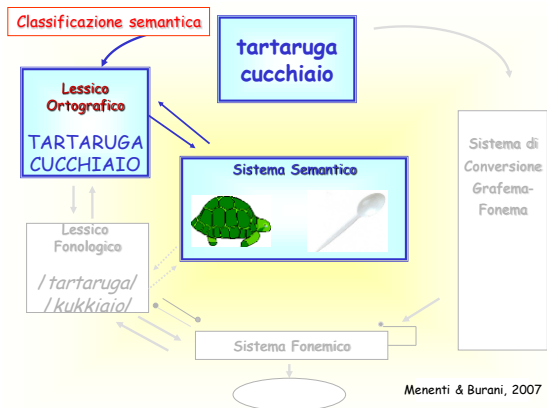 Classificazione semantica
tartaruga
cucchiaio
Lessico
Ortografico
TARTARUGA
CUCCHIAIO
Sistema Semantico
Sistema di
Conversione
Grafema-
Fonema
Lessico
Fonologico
/tartaruga/
/kukkiaio/
Sistema Fonemico
Menenti & Burani, 2007